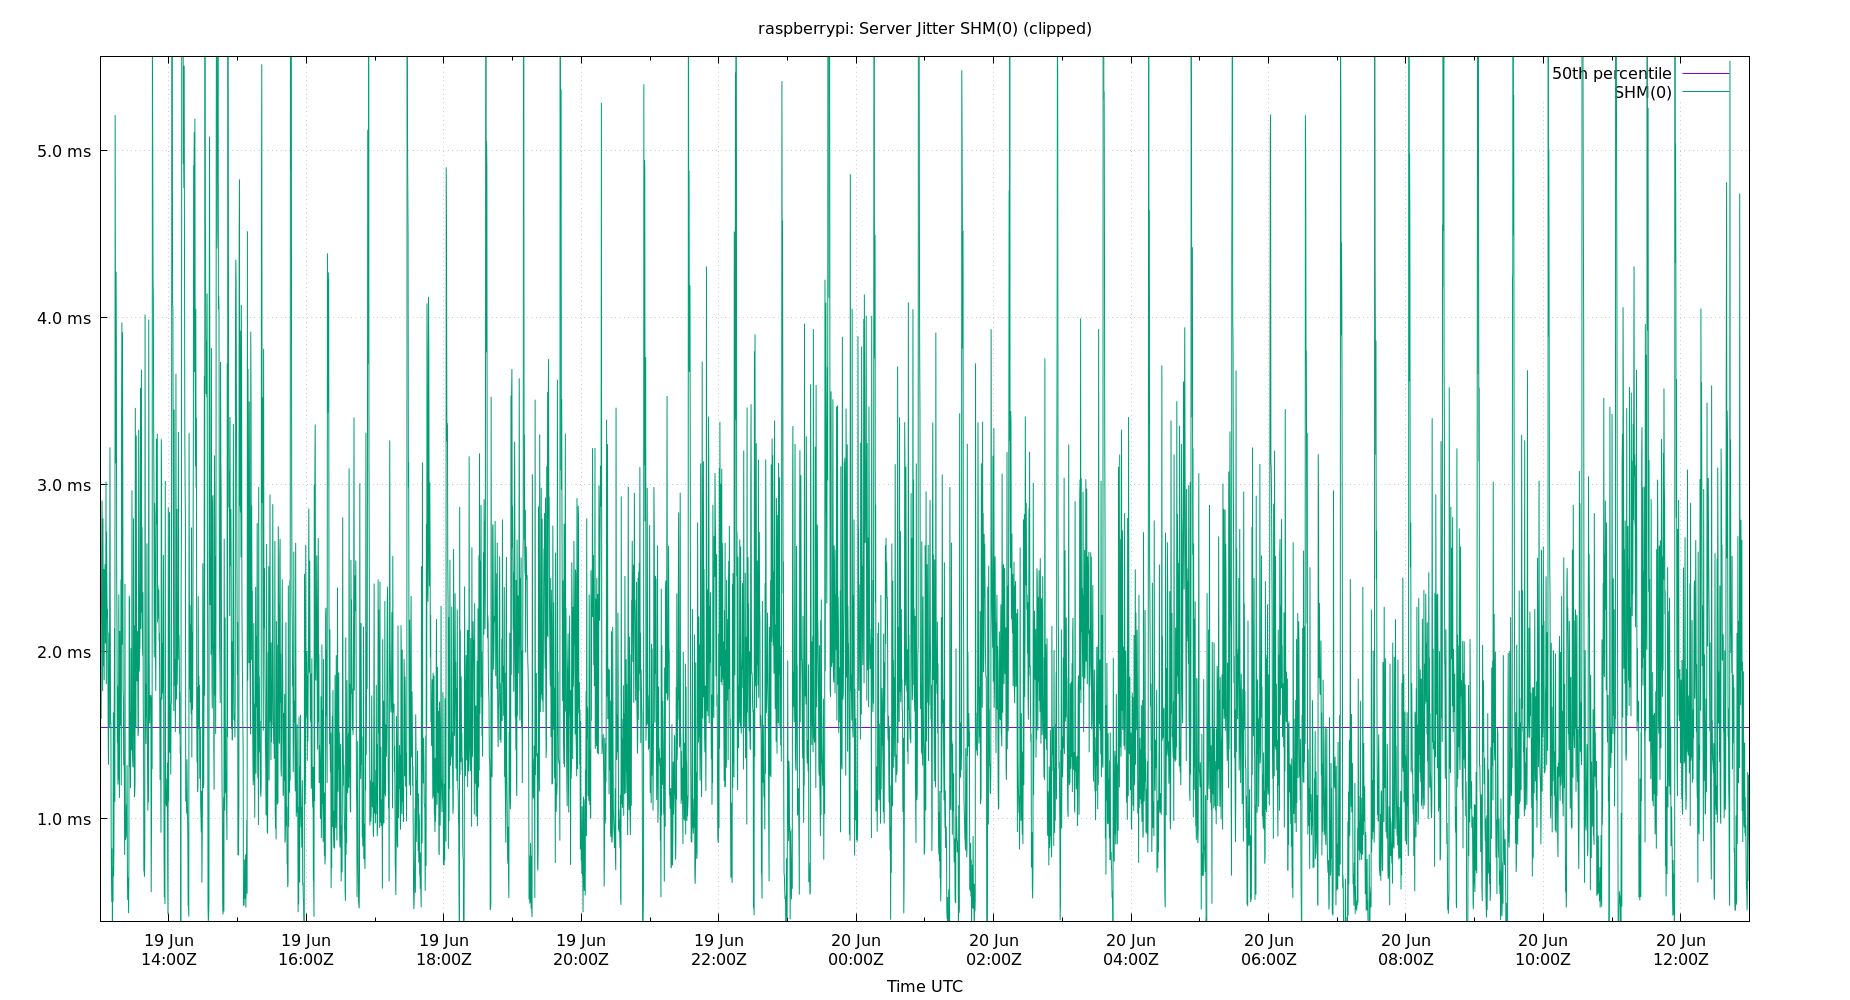 raspberrypi: Server Jitter SHM(0) (clipped)
50th percentile
SHM(0)
5.0 ms
4.0 ms
3.0 ms
2.0 ms
1.0 ms
19 Jun 14:00Z
19 Jun 16:00Z
19 Jun 18:00Z
19 Jun 20:00Z
19 Jun 22:00Z
20 Jun 00:00Z
20 Jun 02:00Z
20 Jun 04:00Z
20 Jun 06:00Z
20 Jun 08:00Z
20 Jun 10:00Z
20 Jun 12:00Z
Time UTC